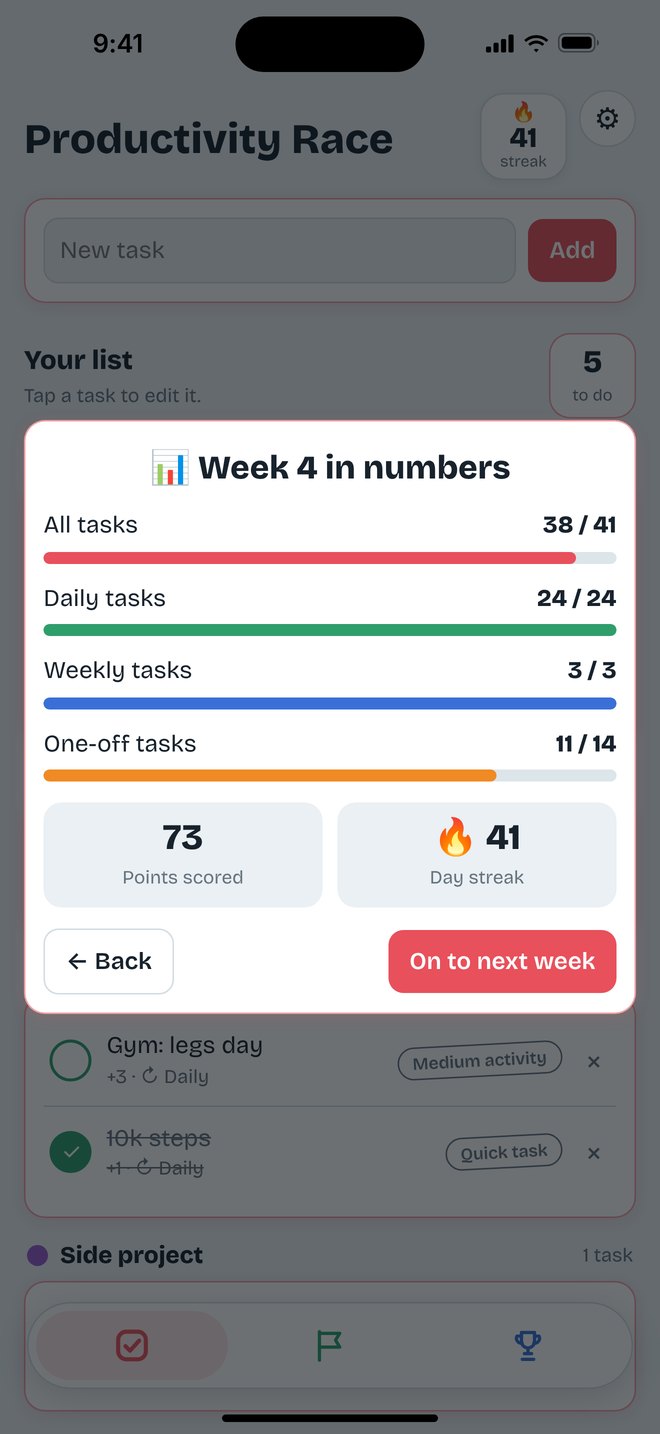 9:41
Productivity Race
🔥
41
streak
New task
Add
Your list
Tap a task to edit it.
5
to do
📊 Week 4 in numbers
All tasks 38 / 41
Daily tasks 24 / 24
Weekly tasks 3 / 3
One-off tasks 11 / 14
73
Points scored
🔥 41
Day streak
← Back
On to next week
Gym: legs day
+3 · ↻ Daily
Medium activity
×
10k steps
+1 · ↻ Daily
Quick task
×
Side project
1 task